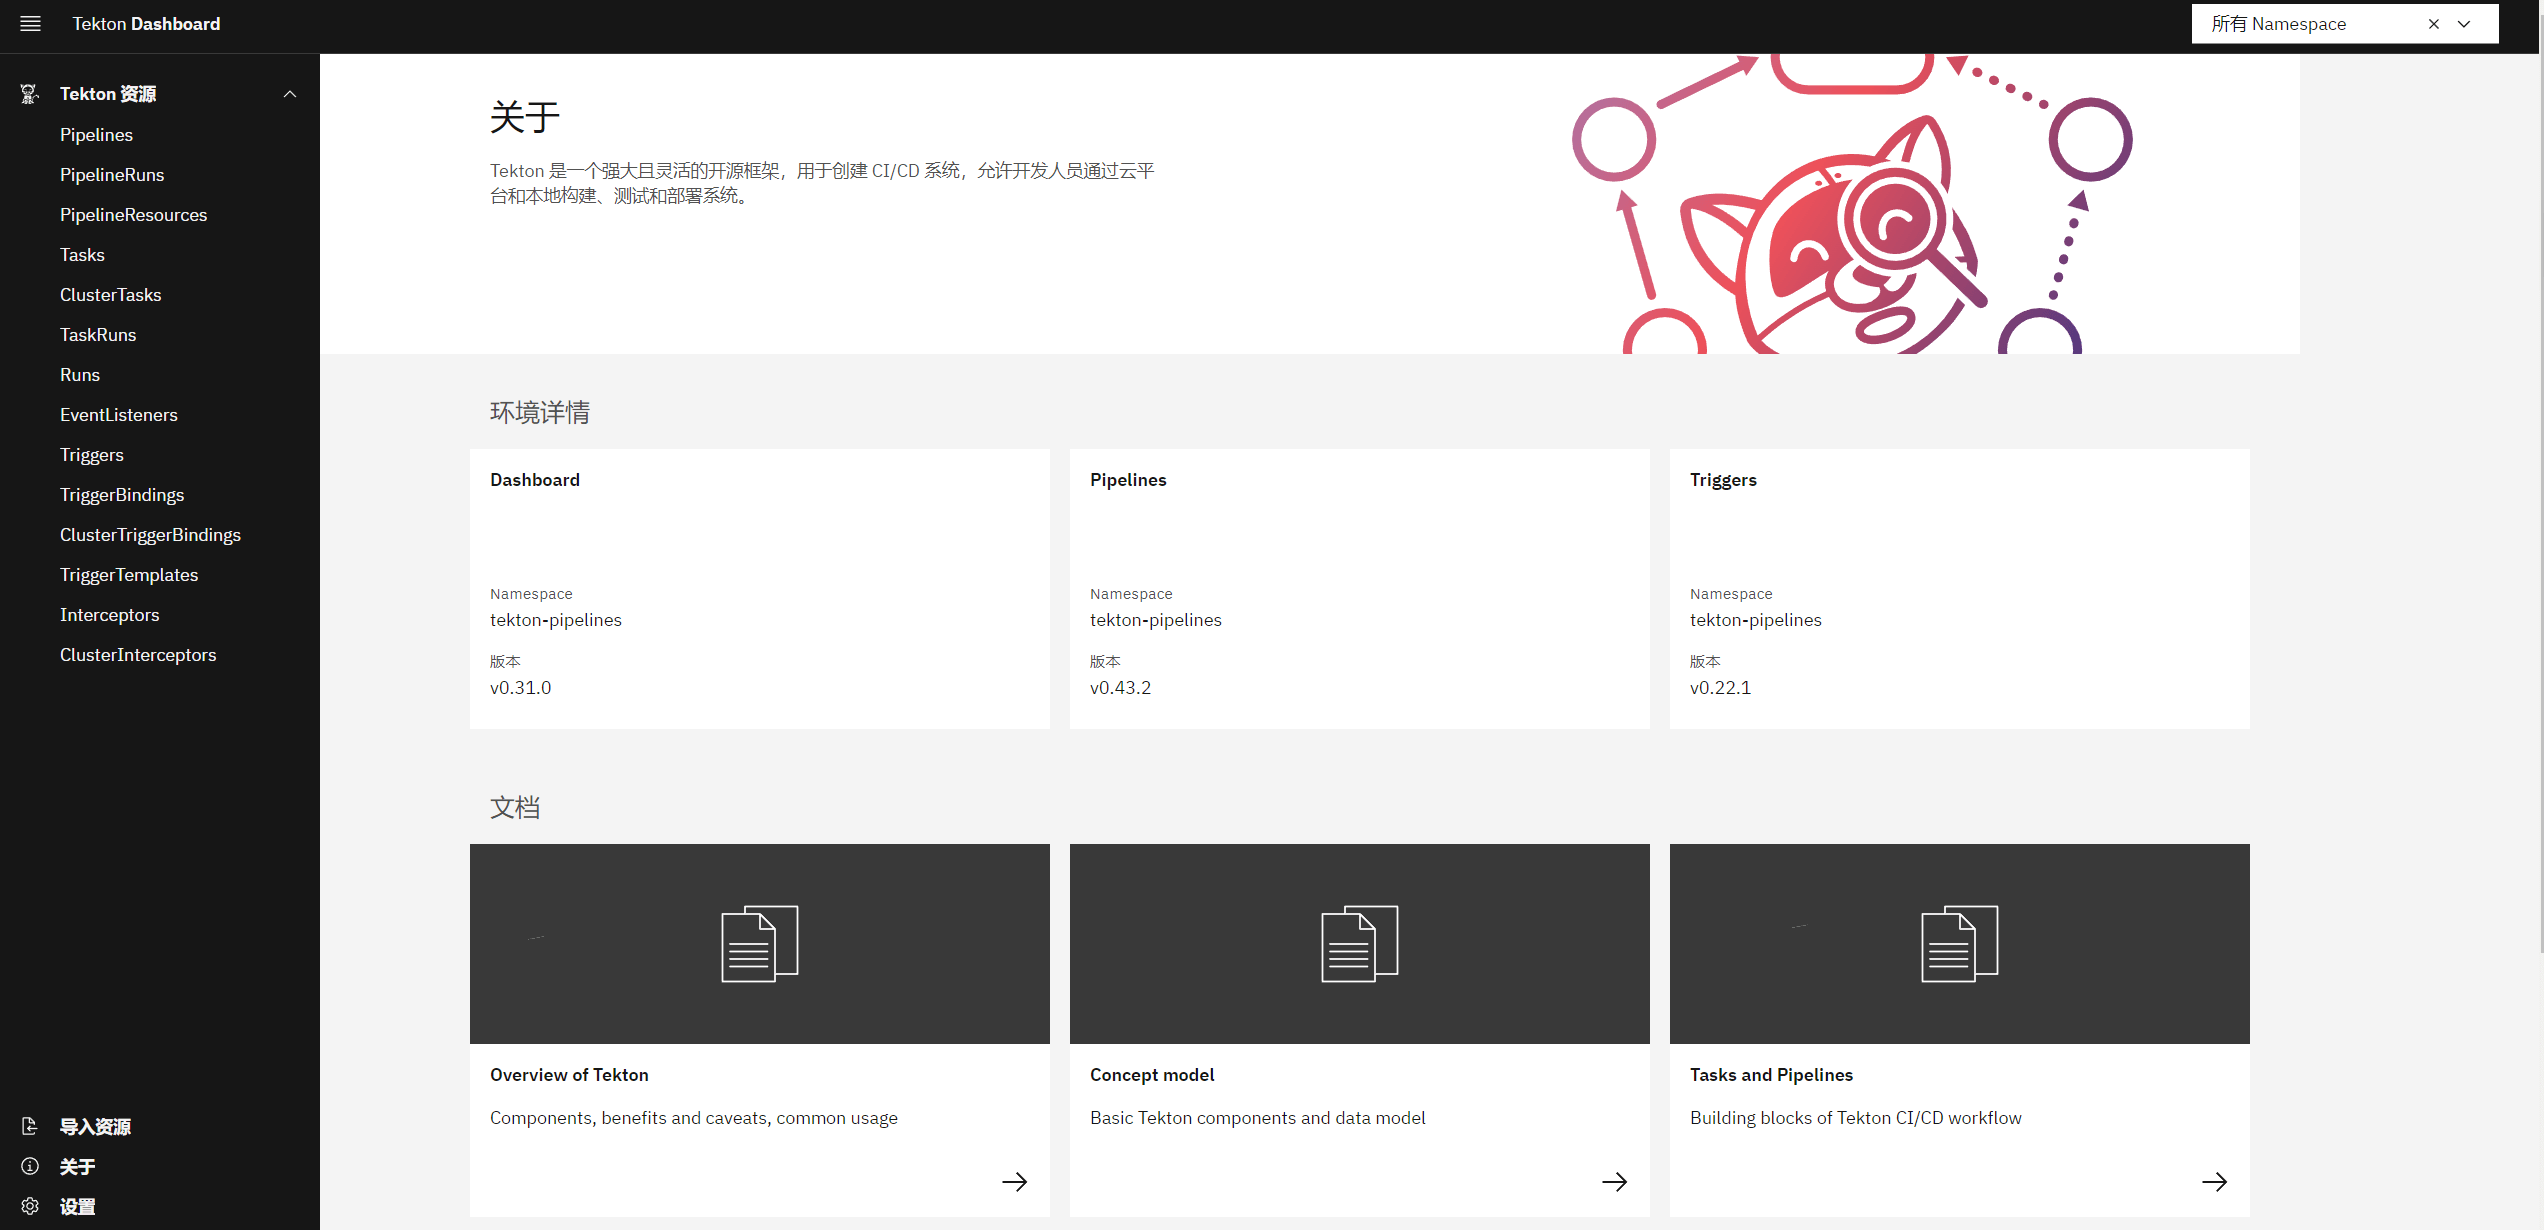 Tekton Dashboard
所有 Namespace
Tekton 资源
Pipelines
PipelineRuns
PipelineResources
Tasks
ClusterTasks
TaskRuns
Runs
EventListeners
Triggers
TriggerBindings
ClusterTriggerBindings
TriggerTemplates
Interceptors
ClusterInterceptors
导入资源
关于
设置
关于
Tekton 是一个强大且灵活的开源框架，用于创建 CI/CD 系统，允许开发人员通过云平
台和本地构建、测试和部署系统。
环境详情
Dashboard
Namespace
tekton-pipelines
版本
v0.31.0
Pipelines
Namespace
tekton-pipelines
版本
v0.43.2
Triggers
Namespace
tekton-pipelines
版本
v0.22.1
文档
Overview of Tekton
Components, benefits and caveats, common usage
Concept model
Basic Tekton components and data model
Tasks and Pipelines
Building blocks of Tekton CI/CD workflow